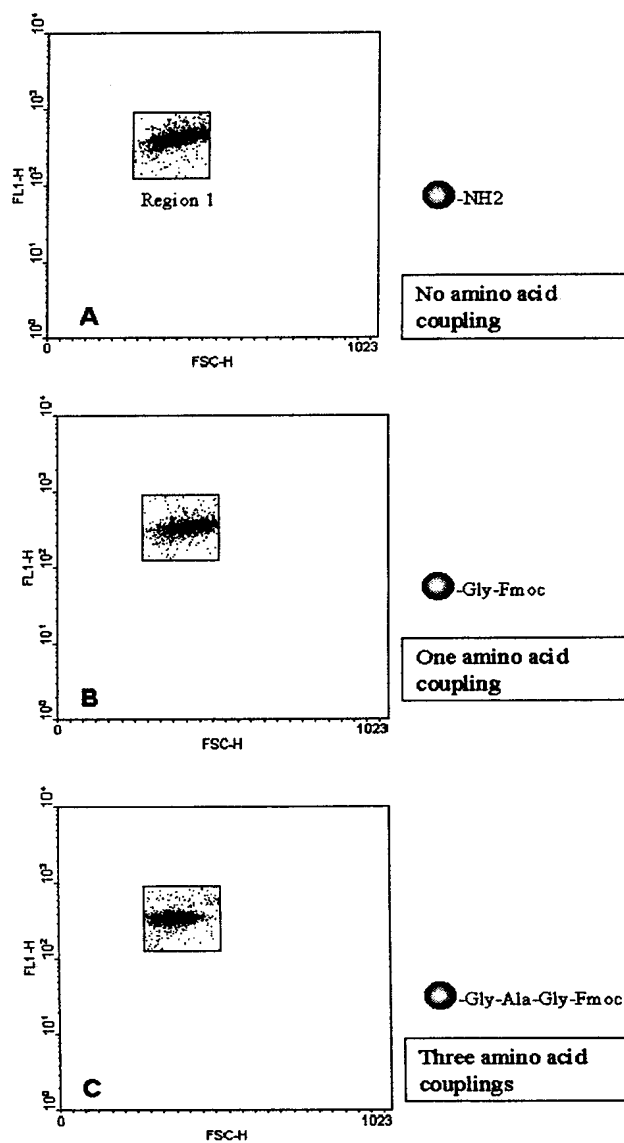 10⁴
10³
10²
10¹
10⁰
FL1-H
Region 1
A
0
1023
FSC-H
-NH2
No amino acid
coupling
10⁴
10³
10²
10¹
10⁰
FL1-H
B
0
1023
FSC-H
-Gly-Fmoc
One amino acid
coupling
10⁴
10³
10²
10¹
10⁰
FL1-H
C
0
1023
FSC-H
-Gly-Ala-Gly-Fmoc
Three amino acid
couplings